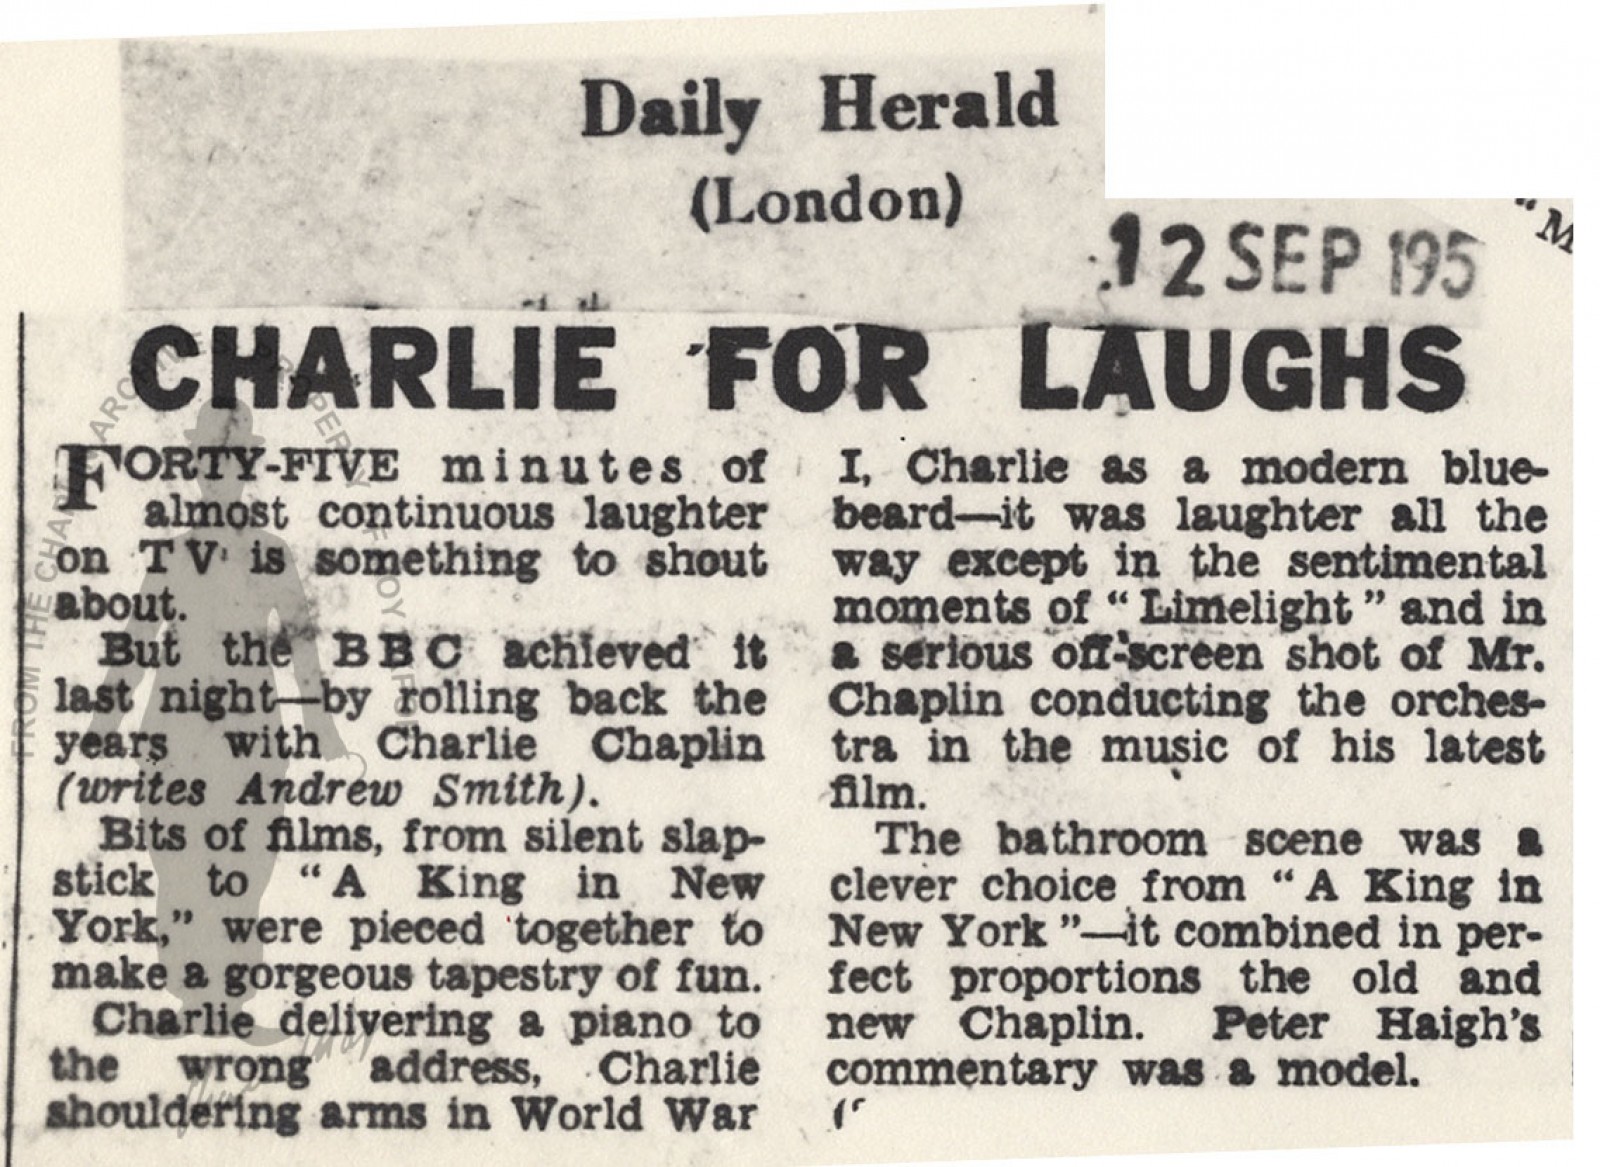 Daily Herald
(London)
12 SEP 195
"M
CHARLIE FOR LAUGHS
FORTY-FIVE minutes of
almost continuous laughter
on TV is something to shout
about.
But the BBC achieved it
last night—by rolling back the
years with Charlie Chaplin
(writes Andrew Smith).
Bits of films, from silent slap-
stick to "A King in New
York," were pieced together to
make a gorgeous tapestry of fun.
Charlie delivering a piano to
the wrong address, Charlie
shouldering arms in World War
I, Charlie as a modern blue-
beard—it was laughter all the
way except in the sentimental
moments of "Limelight" and in
a serious off-screen shot of Mr.
Chaplin conducting the orches-
tra in the music of his latest
film.
The bathroom scene was a
clever choice from "A King in
New York"—it combined in per-
fect proportions the old and
new Chaplin. Peter Haigh's
commentary was a model.
FROM THE